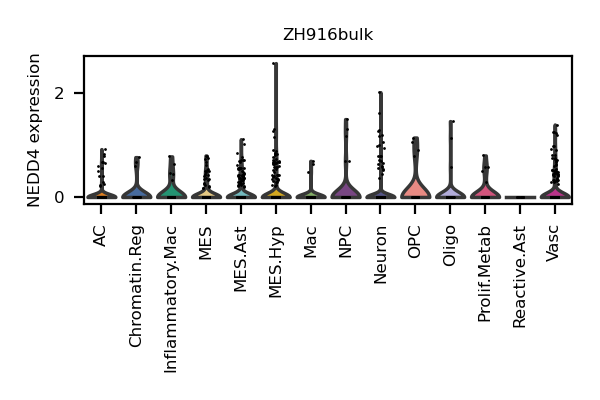 ZH916bulk
NEDD4 expression
2
0
AC
Chromatin.Reg
Inflammatory.Mac
MES
MES.Ast
MES.Hyp
Mac
NPC
Neuron
OPC
Oligo
Prolif.Metab
Reactive.Ast
Vasc